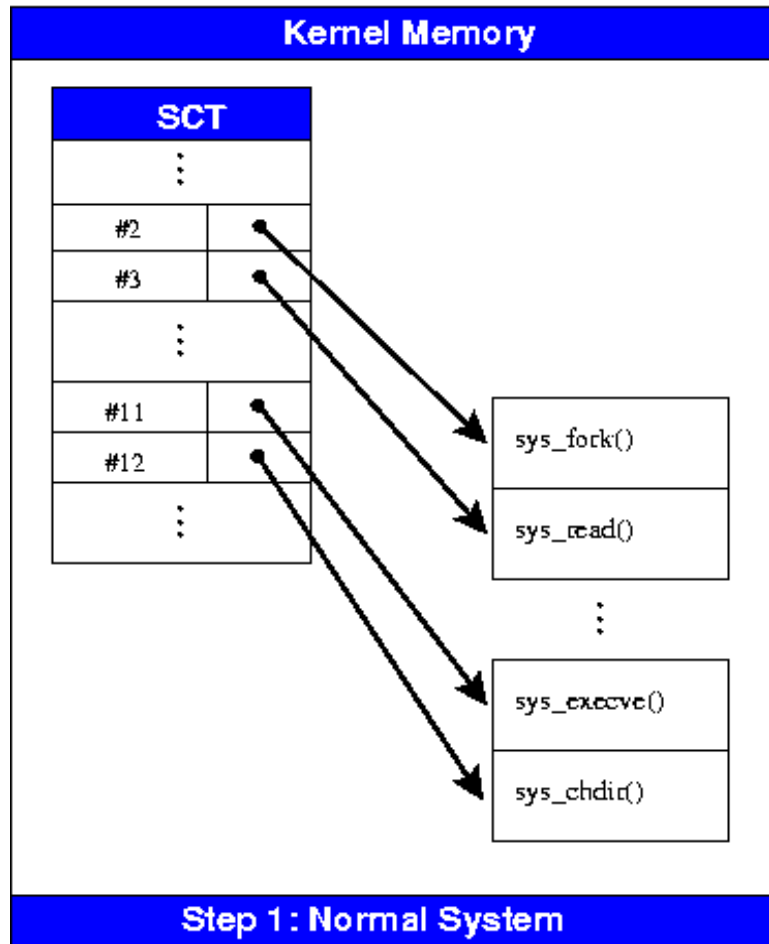 Kernel Memory
SCT
#2
#3
#11
#12
sys_fork()
sys_read()
sys_execve()
sys_chdir()
Step 1: Normal System